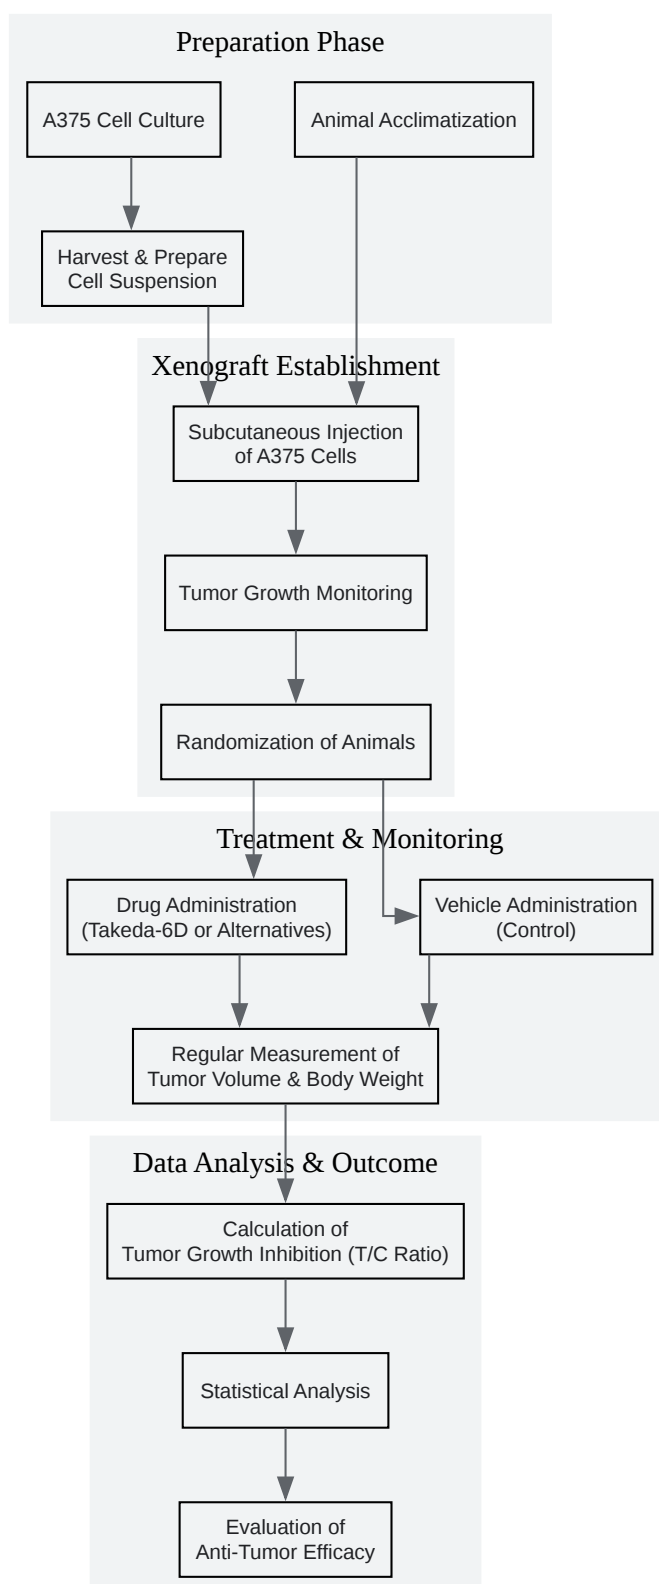 Preparation Phase
A375 Cell Culture
Animal Acclimatization
Harvest & Prepare
Cell Suspension
Xenograft Establishment
Subcutaneous Injection
of A375 Cells
Tumor Growth Monitoring
Randomization of Animals
Treatment & Monitoring
Drug Administration
(Takeda-6D or Alternatives)
Vehicle Administration
(Control)
Regular Measurement of
Tumor Volume & Body Weight
Data Analysis & Outcome
Calculation of
Tumor Growth Inhibition (T/C Ratio)
Statistical Analysis
Evaluation of
Anti-Tumor Efficacy